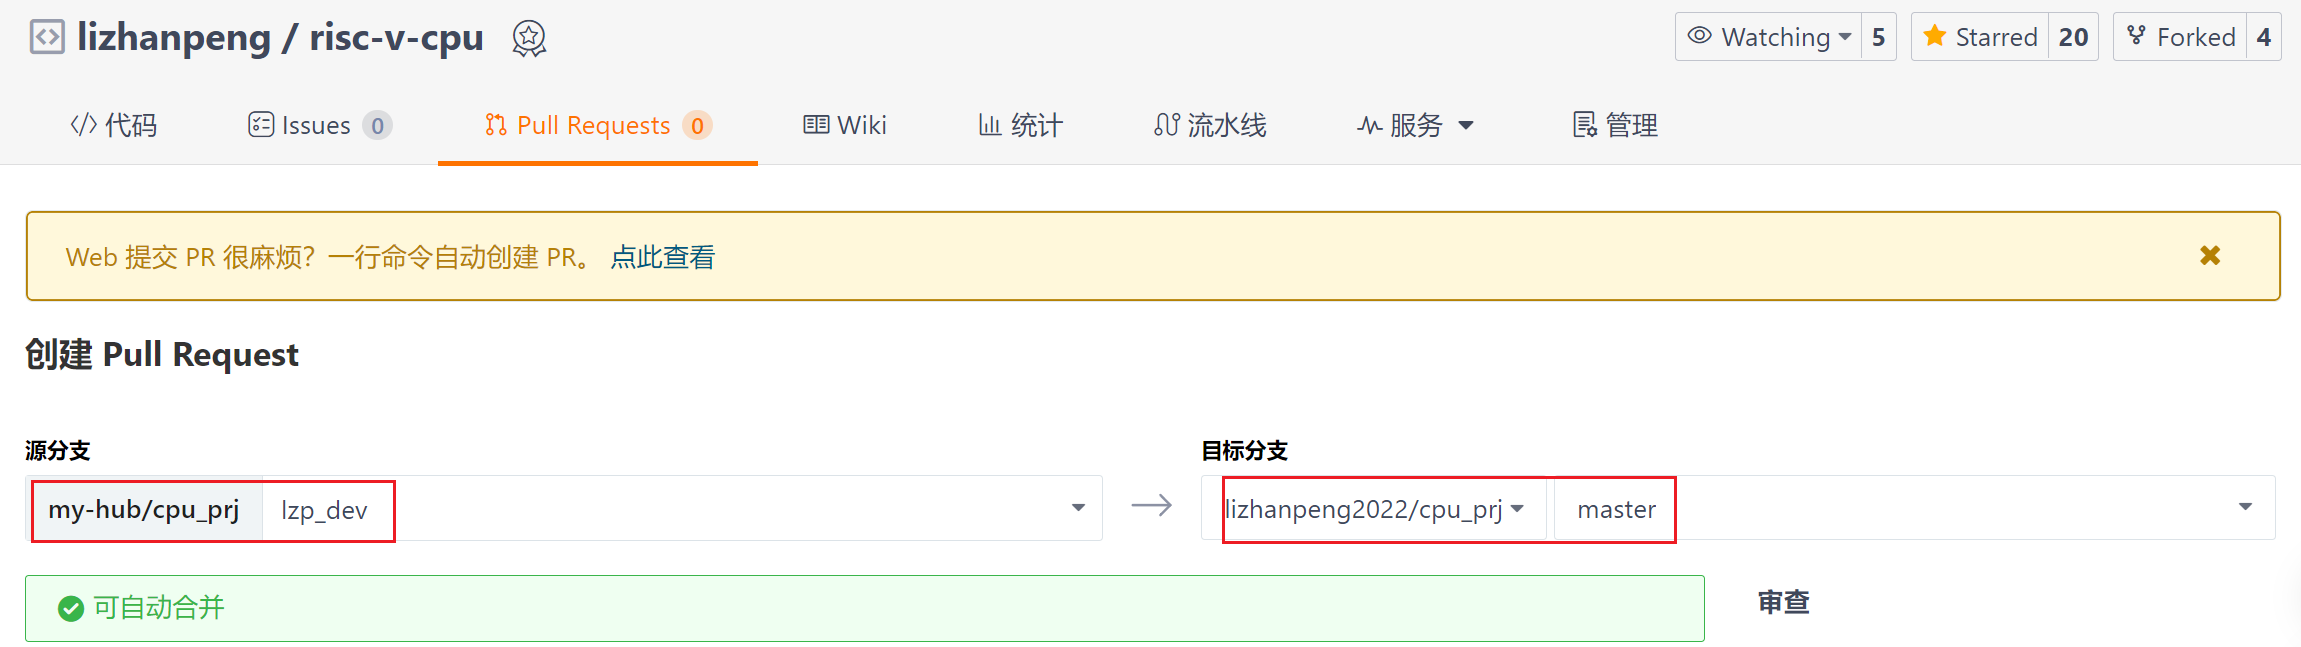 lizhanpeng / risc-v-cpu
Watching 5
Starred 20
Forked 4
代码
Issues 0
Pull Requests 0
Wiki
统计
流水线
服务
管理
Web 提交 PR 很麻烦？一行命令自动创建 PR。 点此查看
创建 Pull Request
源分支
目标分支
my-hub/cpu_prj lzp_dev
lizhanpeng2022/cpu_prj master
可自动合并
审查